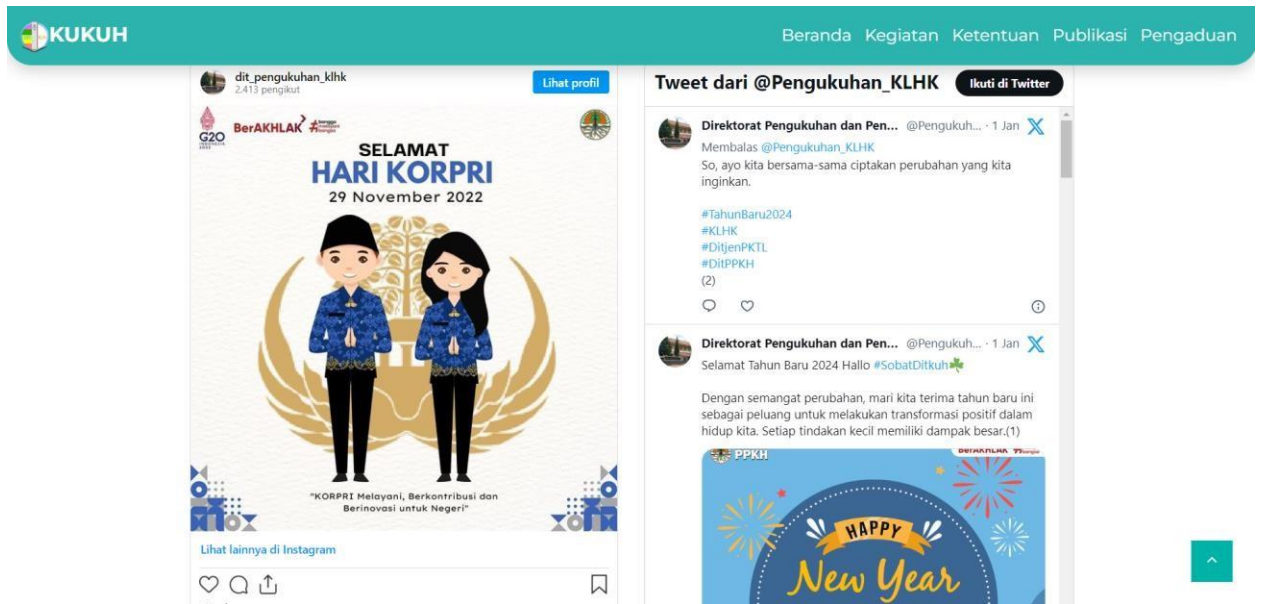 KUKUH
Beranda Kegiatan Ketentuan Publikasi Pengaduan
dit_pengukuhan_klhk
2.413 pengikut
Lihat profil
G20
BerAKHLAK
SELAMAT
HARI KORPRI
29 November 2022
"KORPRI Melayani, Berkontribusi dan
Berinovasi untuk Negeri"
Lihat lainnya di Instagram
Tweet dari @Pengukuhan_KLHK
Ikuti di Twitter
Direktorat Pengukuhan dan Pen... @Pengukuh... · 1 Jan
Membalas @Pengukuhan_KLHK
So, ayo kita bersama-sama ciptakan perubahan yang kita
inginkan.
#TahunBaru2024
#KLHK
#DitjenPKTL
#DitPPKH
(2)
Direktorat Pengukuhan dan Pen... @Pengukuh... · 1 Jan
Selamat Tahun Baru 2024 Hallo #SobatDitkuh☘
Dengan semangat perubahan, mari kita terima tahun baru ini
sebagai peluang untuk melakukan transformasi positif dalam
hidup kita. Setiap tindakan kecil memiliki dampak besar.(1)
PPKH
BerAKHLAK
HAPPY
New Year